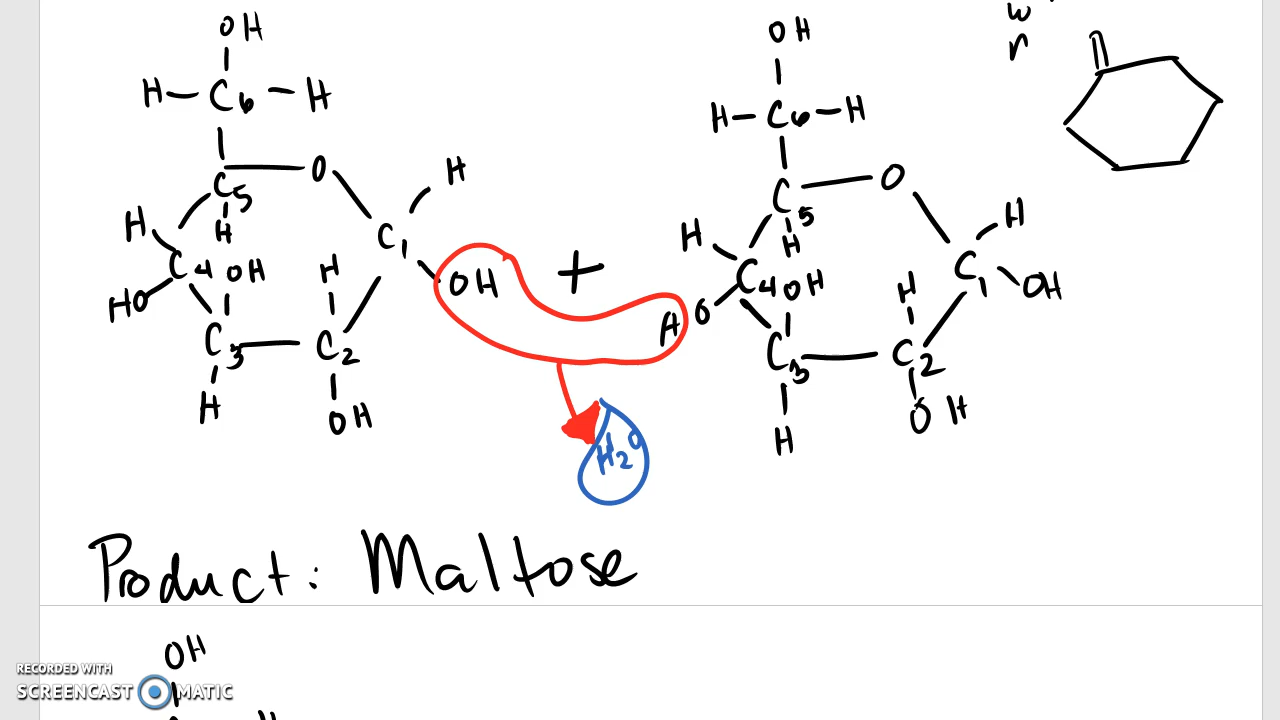 OH
OH
w
r
H C6 H
H C6 H
O
H
O
C5
C5
H
H
H
H
H
C1
H
C4 OH
H
OH
+
C4 OH
H
C1
OH
HO
H O
C3
C2
C3
C2
H
OH
H
OH
H2O
Product: Maltose
OH
RECORDED WITH
SCREENCAST MATIC